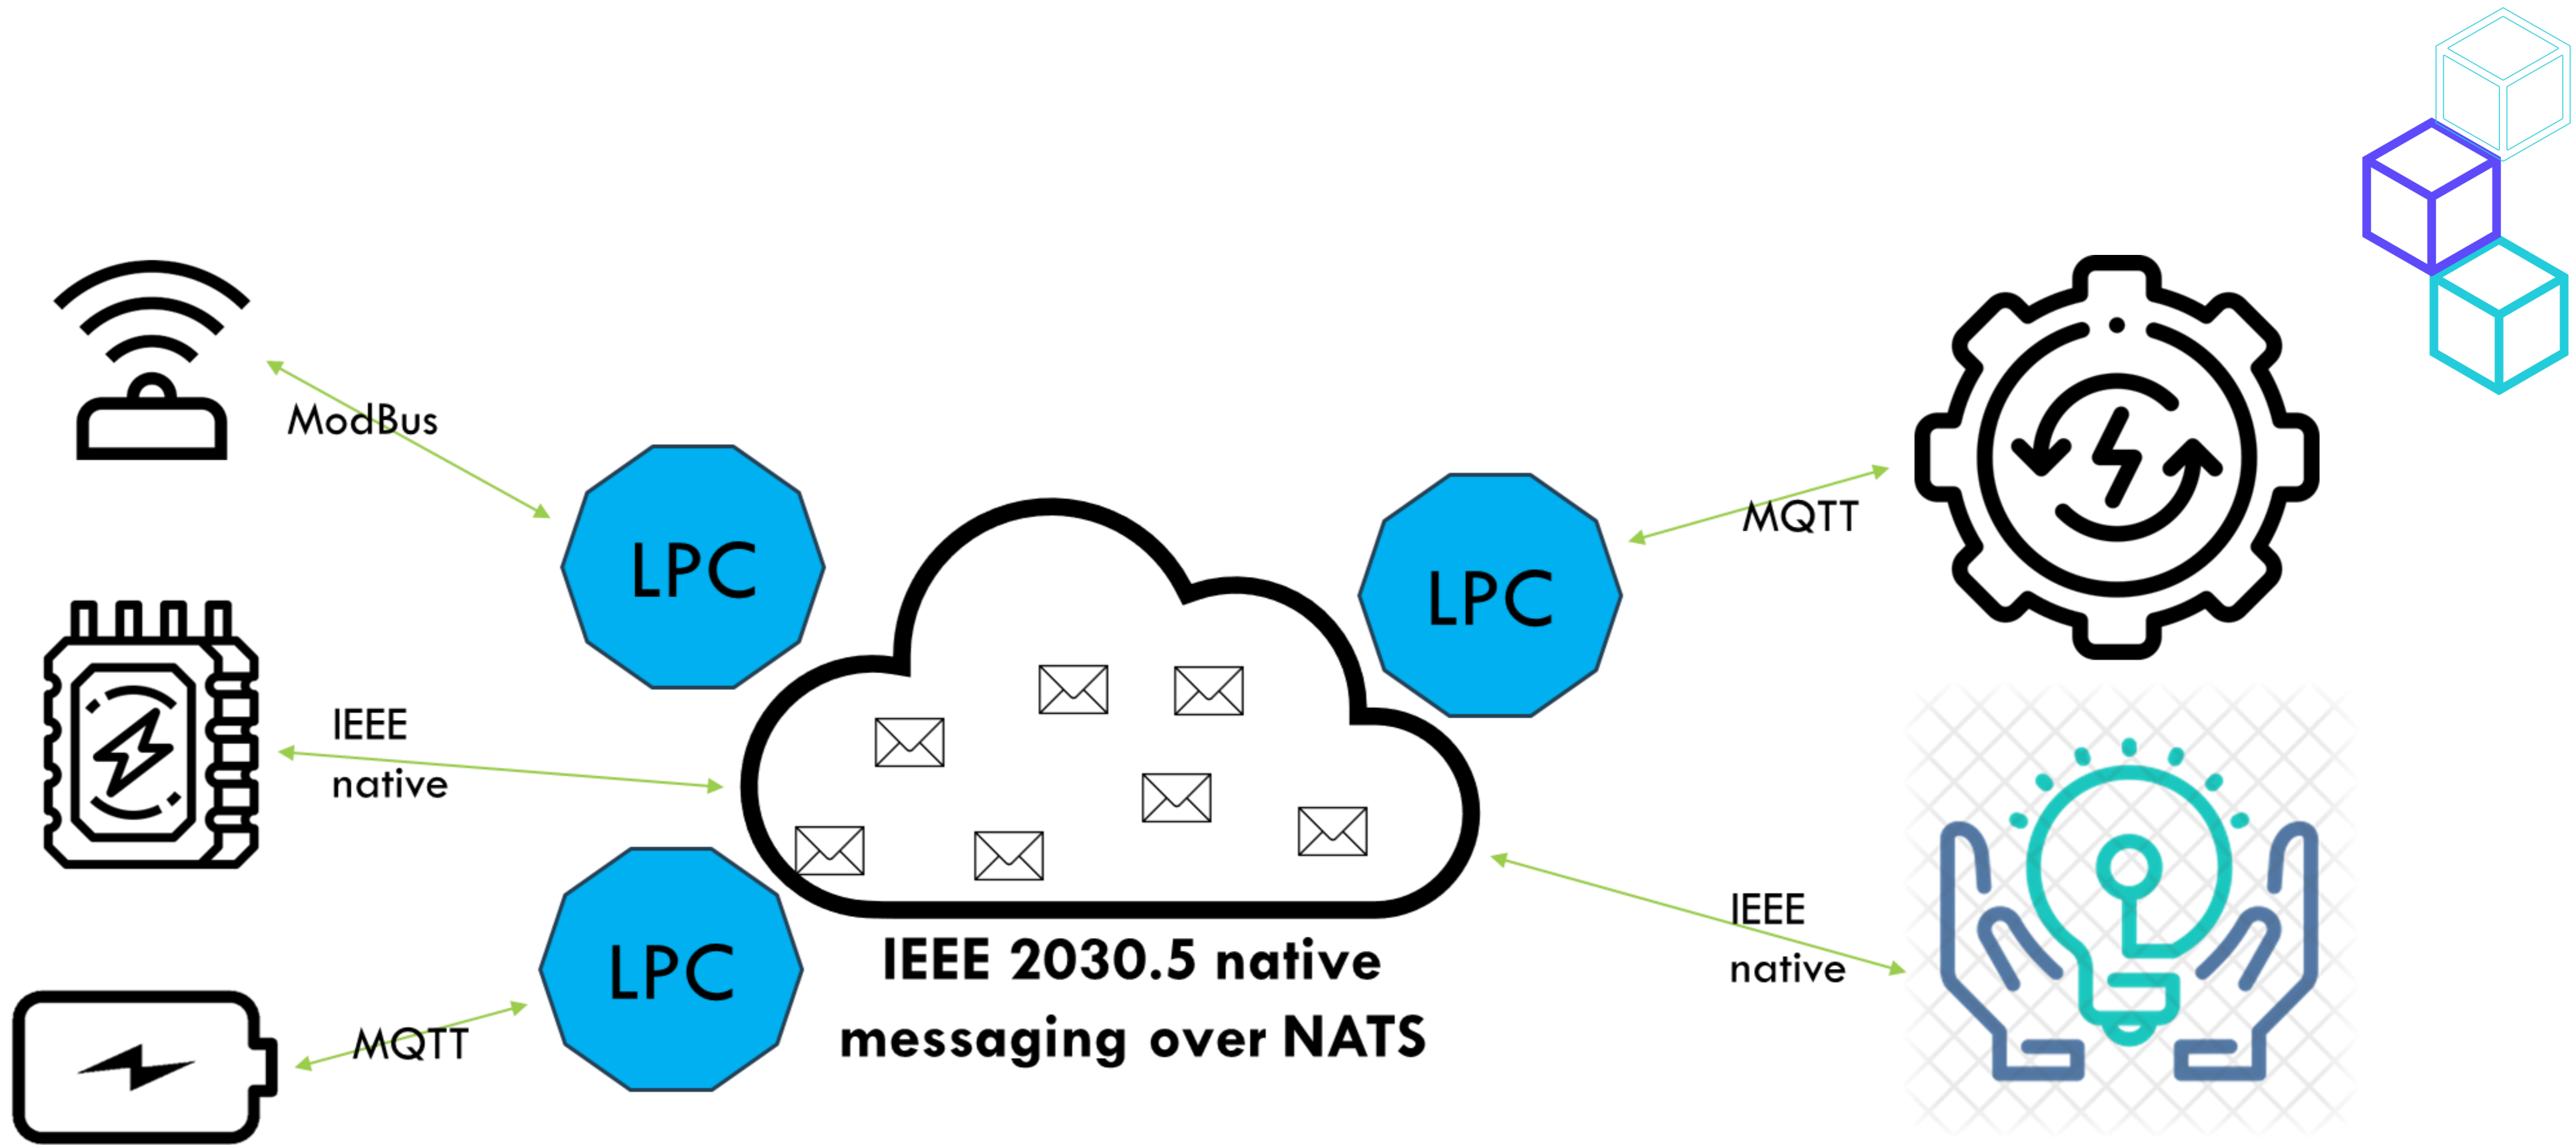 ModBus
LPC
LPC
MQTT
IEEE
native
IEEE
native
LPC
MQTT
IEEE 2030.5 native
messaging over NATS